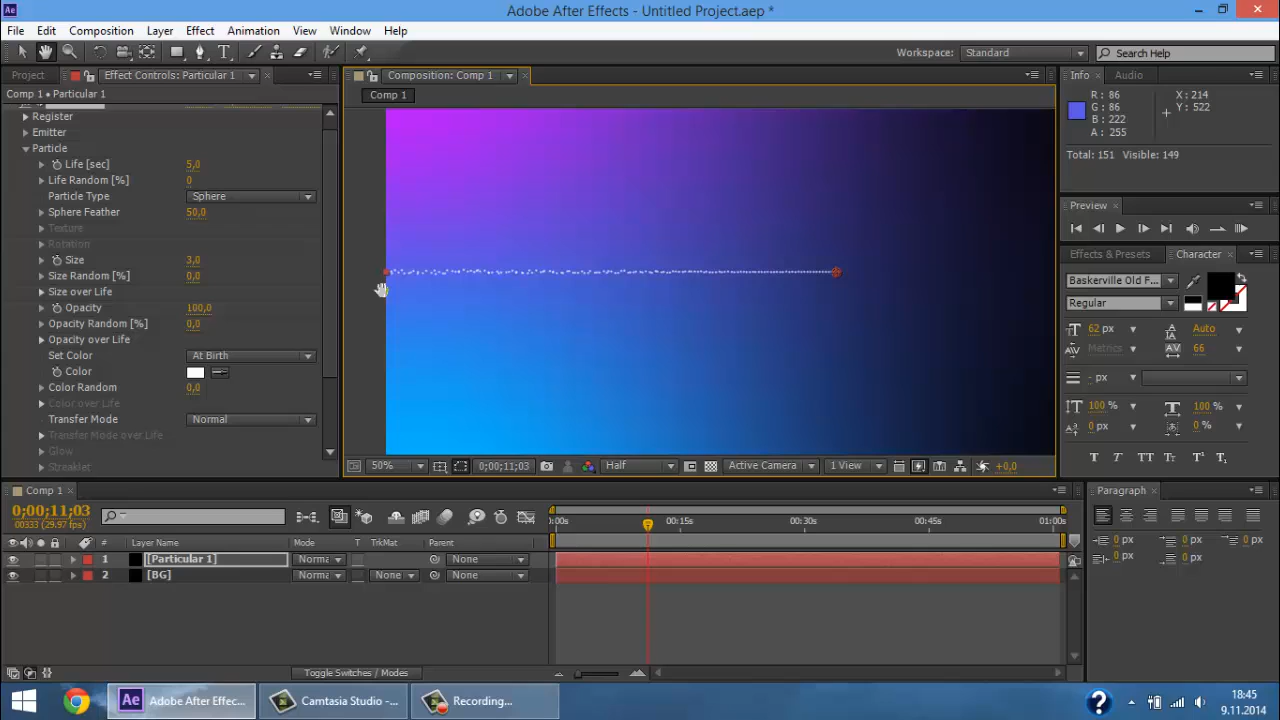 Ae Adobe After Effects - Untitled Project.aep *
File Edit Composition Layer Effect Animation View Window Help
Workspace: Standard Search Help
Project Effect Controls: Particular 1 Composition: Comp 1 Info Audio
Comp 1 • Particular 1 Comp 1
R : 86 X : 214
G : 86 Y : 522
B : 222
A : 255
Total: 151 Visible: 149
Register
Emitter
Particle
Life [sec] 5,0
Life Random [%] 0
Particle Type Sphere
Sphere Feather 50,0
Texture
Rotation
Size 3,0
Size Random [%] 0,0
Size over Life
Opacity 100,0
Opacity Random [%] 0,0
Opacity over Life
Set Color At Birth
Color
Color Random 0,0
Color over Life
Transfer Mode Normal
Transfer Mode over Life
Glow
Streaklet
Preview
Effects & Presets Character
Baskerville Old F...
Regular
62 px Auto
Metrics 66
- px
100 % 100 %
0 px 0 %
T T TT Tt T¹ T₁
50% 0;00;11;03 Half Active Camera 1 View +0,0
Comp 1 Paragraph
0;00;11;03
00333 (29.97 fps)
:00s 00:15s 00:30s 00:45s 01:00s
# Layer Name Mode T TrkMat Parent
1 [Particular 1] Norma None
2 [BG] Norma None None
0 px 0 px 0 px
0 px 0 px
Toggle Switches / Modes
Ae Adobe After Effec... Camtasia Studio -... Recording...
18:45
9.11.2014